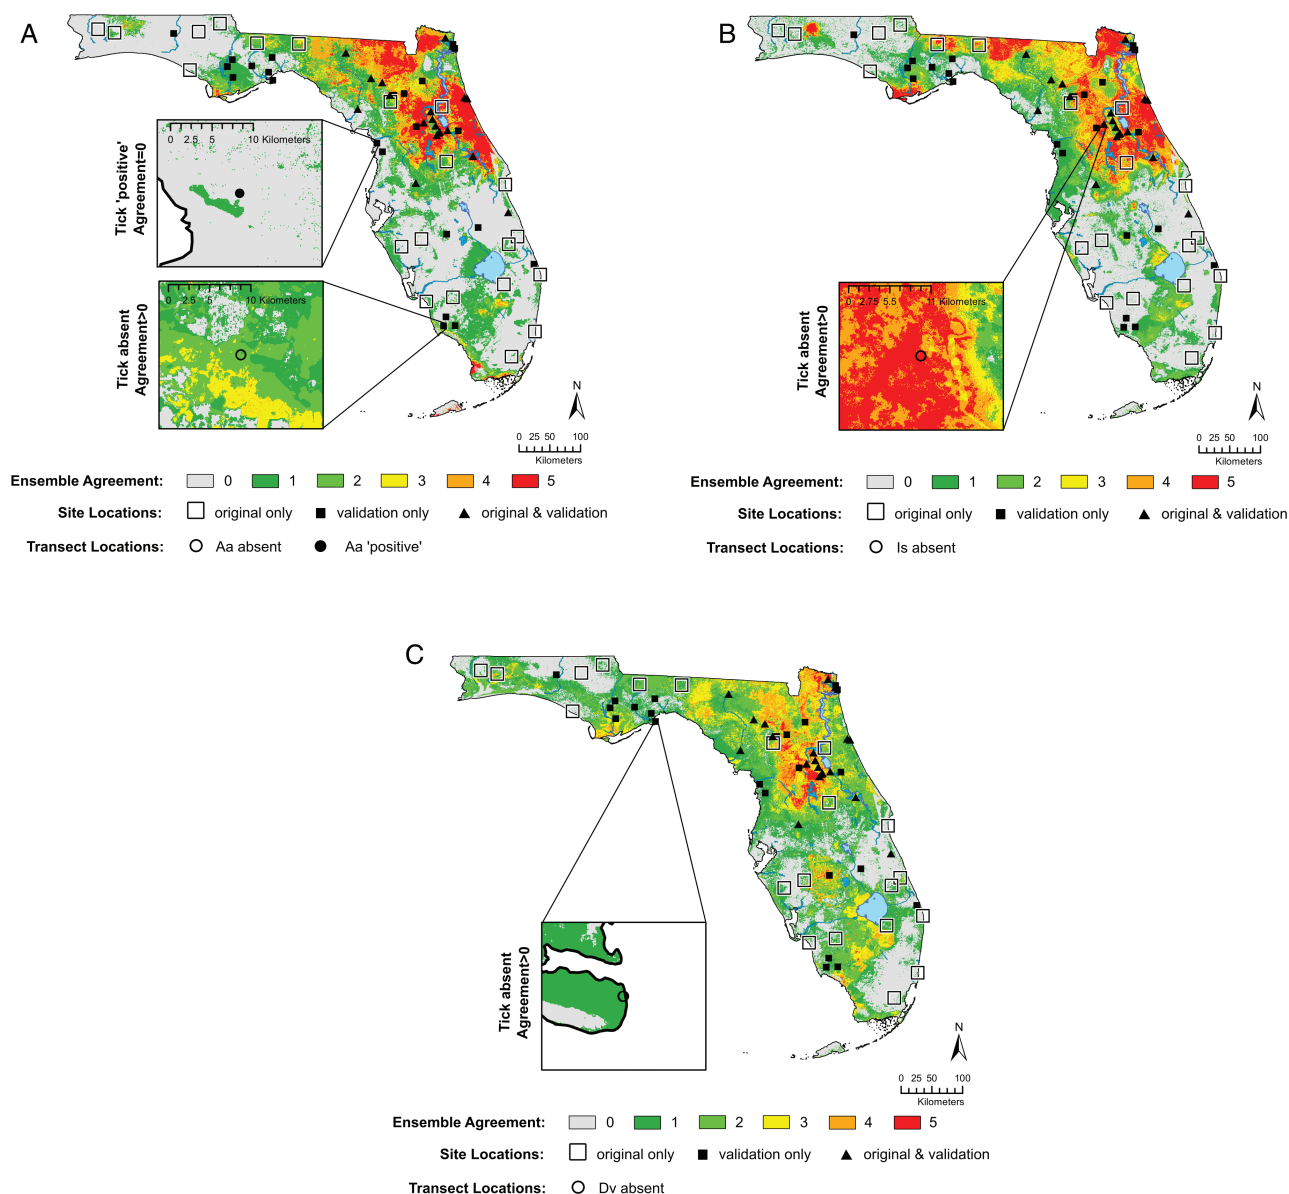 A
0 2.5 5 10 Kilometers
Tick 'positive'
Agreement=0
0 2.5 5 10 Kilometers
Tick absent
Agreement>0
N
0 25 50 100
Kilometers
Ensemble Agreement: 0 1 2 3 4 5
Site Locations: original only validation only original & validation
Transect Locations: Aa absent Aa 'positive'
B
0 2.75 5.5 11 Kilometers
Tick absent
Agreement>0
N
0 25 50 100
Kilometers
Ensemble Agreement: 0 1 2 3 4 5
Site Locations: original only validation only original & validation
Transect Locations: Is absent
C
Tick absent
Agreement>0
N
0 25 50 100
Kilometers
Ensemble Agreement: 0 1 2 3 4 5
Site Locations: original only validation only original & validation
Transect Locations: Dv absent